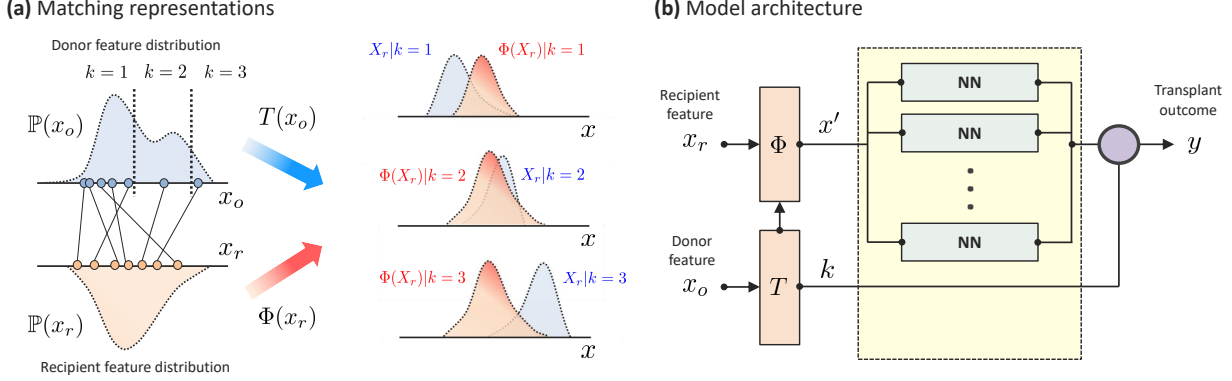 (a) Matching representations
Donor feature distribution
k = 1
k = 2
k = 3
ℙ(x_o)
x_o
T(x_o)
x_r
ℙ(x_r)
Φ(x_r)
Recipient feature distribution
X_r|k = 1
Φ(X_r)|k = 1
x
Φ(X_r)|k = 2
X_r|k = 2
x
Φ(X_r)|k = 3
X_r|k = 3
x
(b) Model architecture
Recipient
feature
x_r
Φ
x′
NN
NN
NN
Transplant
outcome
y
Donor
feature
x_o
T
k